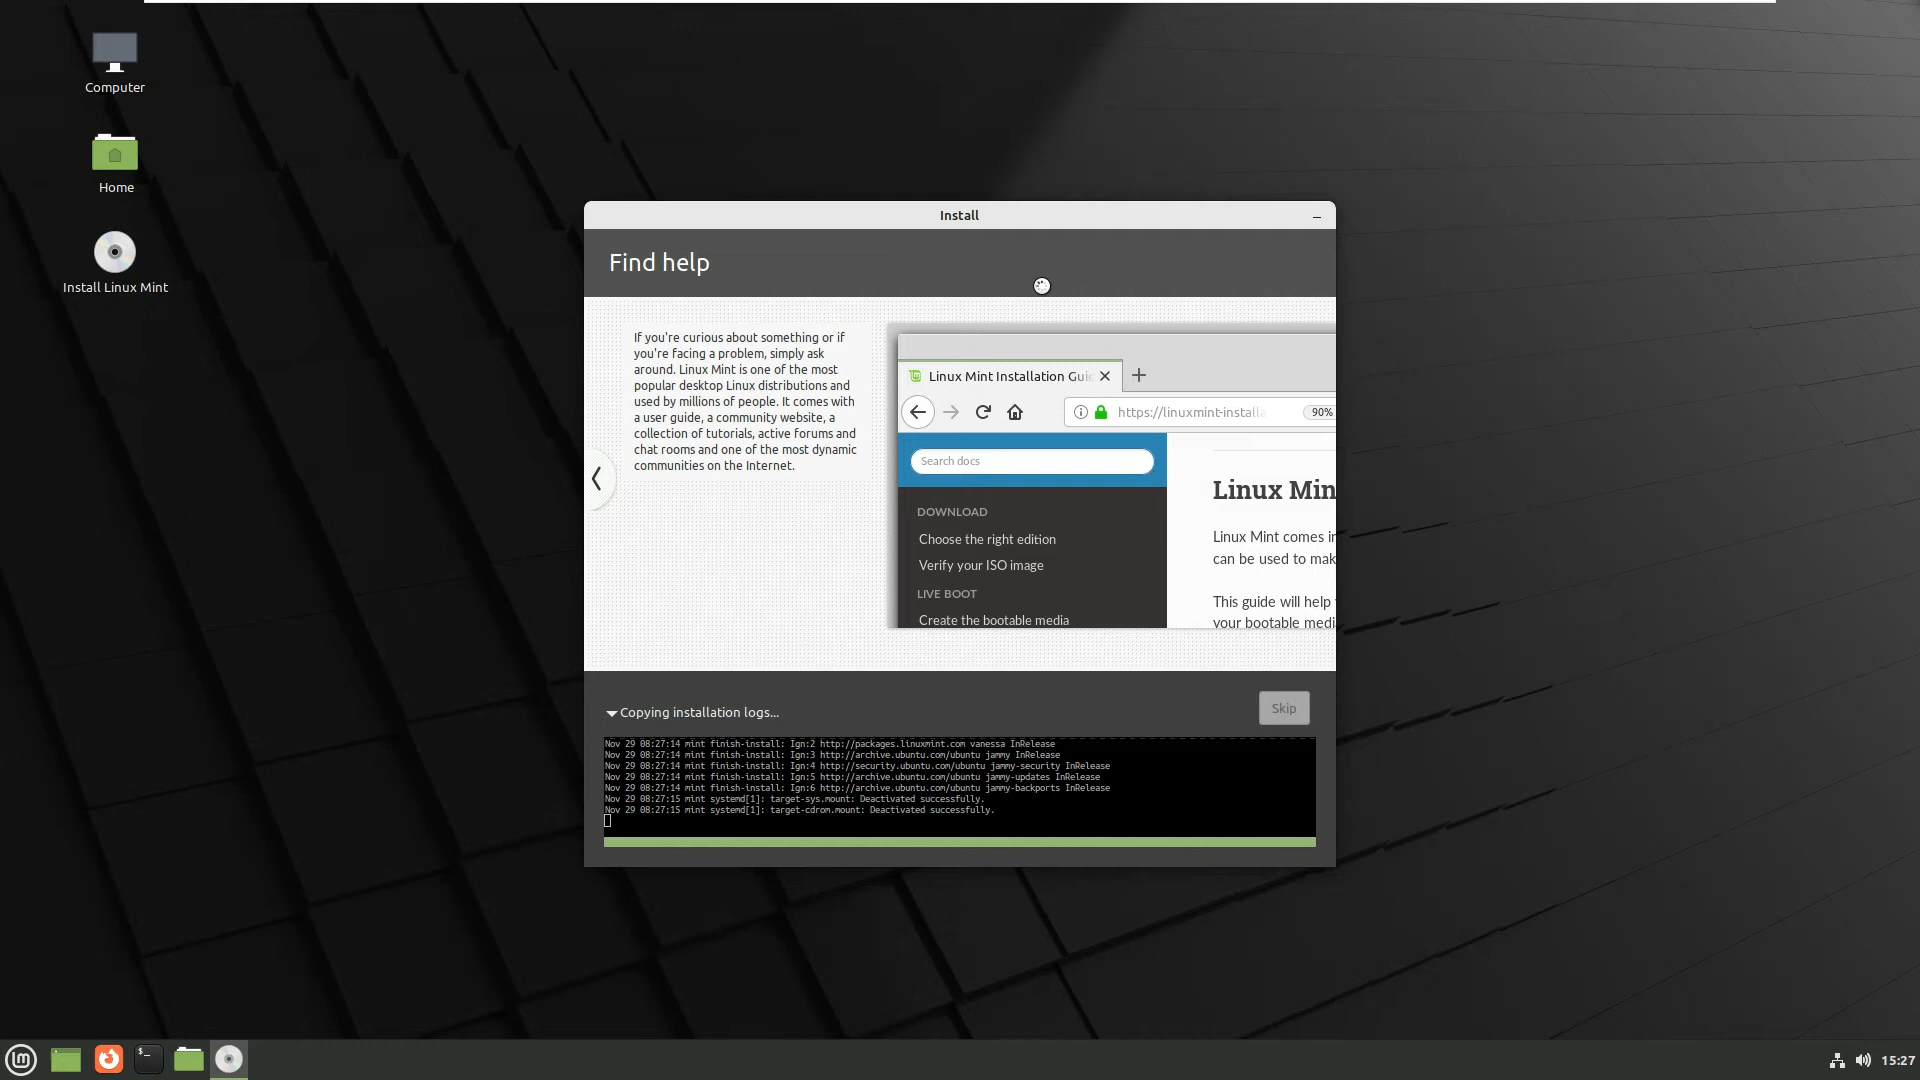 Computer
Home
Install Linux Mint
Install
Find help
If you're curious about something or if
you're facing a problem, simply ask
around. Linux Mint is one of the most
popular desktop Linux distributions and
used by millions of people. It comes with
a user guide, a community website, a
collection of tutorials, active forums and
chat rooms and one of the most dynamic
communities on the Internet.
Linux Mint Installation Gui
https://linuxmint-installa
90%
Search docs
DOWNLOAD
Choose the right edition
Verify your ISO image
LIVE BOOT
Create the bootable media
Linux Min
Linux Mint comes in
can be used to mak
This guide will help
your bootable media
Copying installation logs...
Skip
Nov 29 08:27:14 mint finish-install: Ign:2 http://packages.linuxmint.com vanessa InRelease
Nov 29 08:27:14 mint finish-install: Ign:3 http://archive.ubuntu.com/ubuntu jammy InRelease
Nov 29 08:27:14 mint finish-install: Ign:4 http://security.ubuntu.com/ubuntu jammy-security InRelease
Nov 29 08:27:14 mint finish-install: Ign:5 http://archive.ubuntu.com/ubuntu jammy-updates InRelease
Nov 29 08:27:14 mint finish-install: Ign:6 http://archive.ubuntu.com/ubuntu jammy-backports InRelease
Nov 29 08:27:15 mint systemd[1]: target-sys.mount: Deactivated successfully.
Nov 29 08:27:15 mint systemd[1]: target-cdrom.mount: Deactivated successfully.
15:27